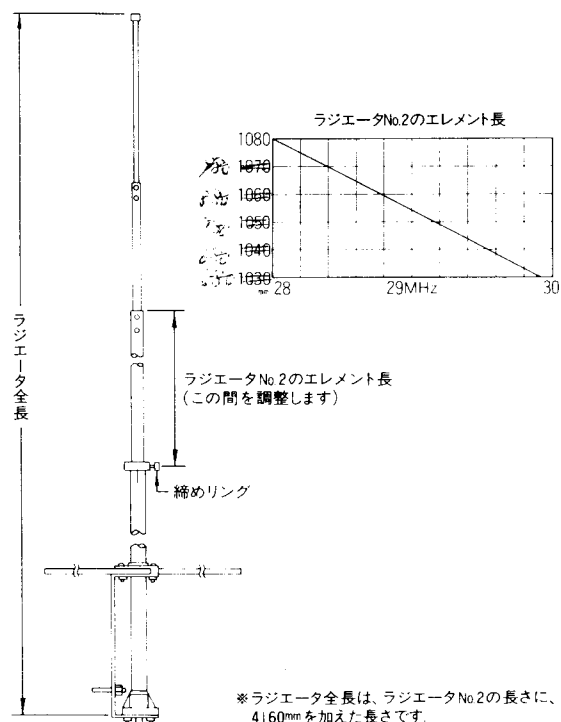 ラジエータNo.2のエレメント長
1080
1070
1060
1050
1040
1030
mm
28
29MHz
30
ラジエータ全長
ラジエータNo.2のエレメント長
(この間を調整します)
締めリング
※ラジエータ全長は、ラジエータNo.2の長さに、
4160mmを加えた長さです.